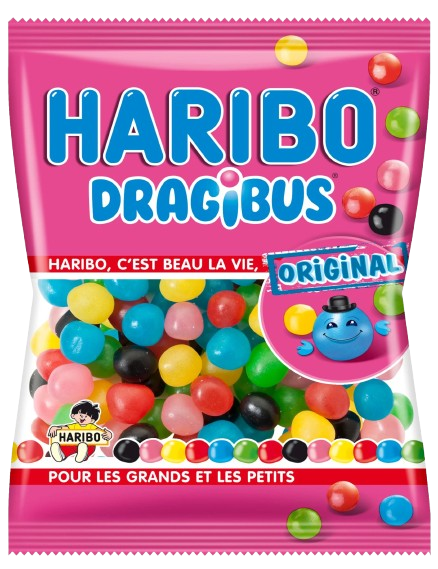 HARIBO®
DRAGiBUS®
HARIBO, C'EST BEAU LA VIE,
ORiGiNAL
HARIBO
POUR LES GRANDS ET LES PETITS